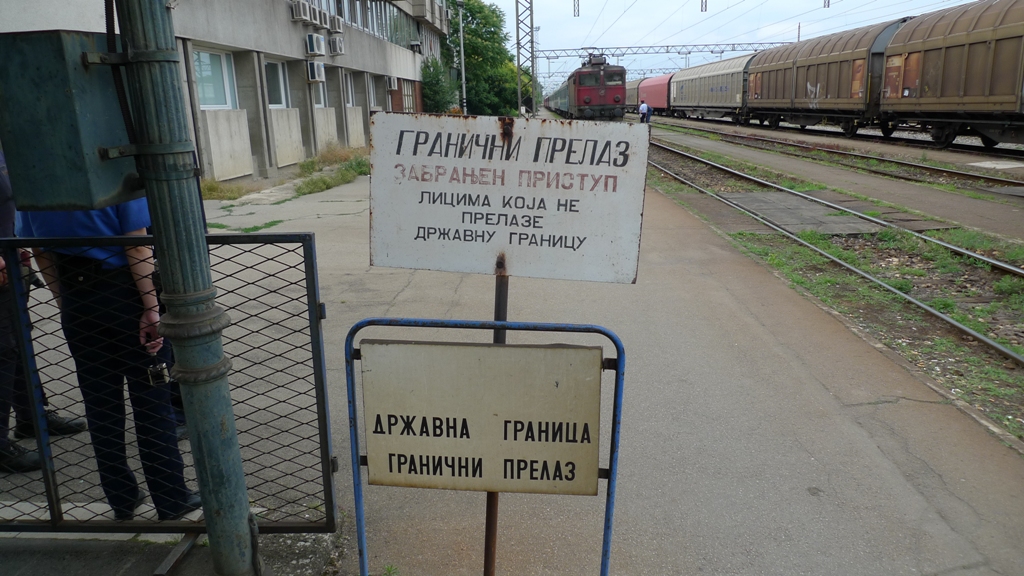 ГРАНИЧНИ ПРЕЛАЗ
ЗАБРАЊЕН ПРИСТУП
ЛИЦИМА КОЈА НЕ
ПРЕЛАЗЕ
ДРЖАВНУ ГРАНИЦУ
ДРЖАВНА ГРАНИЦА
ГРАНИЧНИ ПРЕЛАЗ